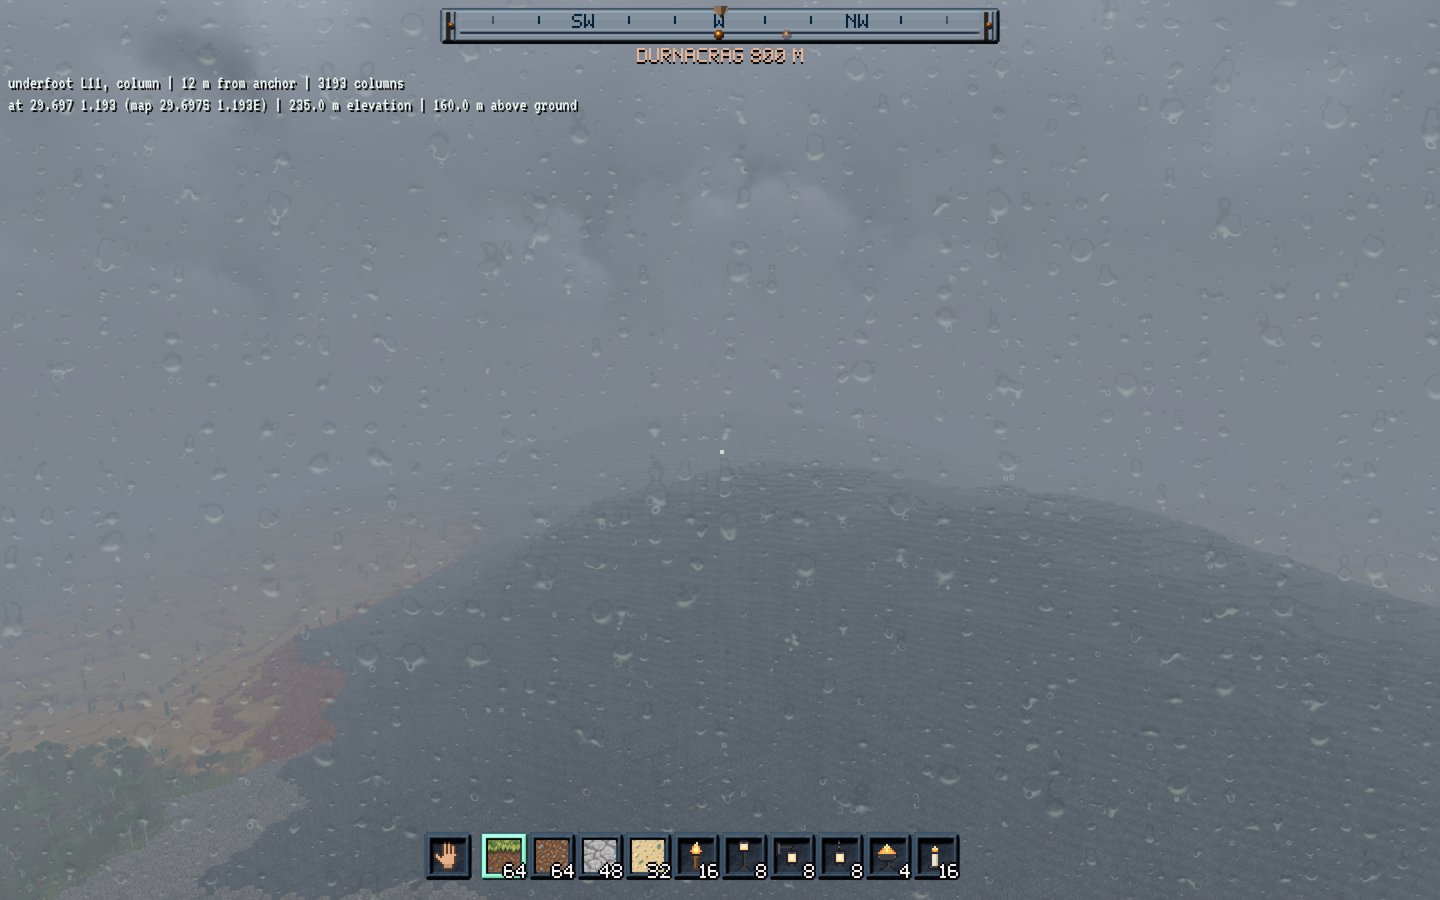 SW W NW
DURNACRAG 800 M
underfoot L11, column | 12 m from anchor | 3193 columns
at 29.697 1.193 (map 29.697S 1.193E) | 235.0 m elevation | 160.0 m above ground
64 64 48 32 16 8 8 8 4 16